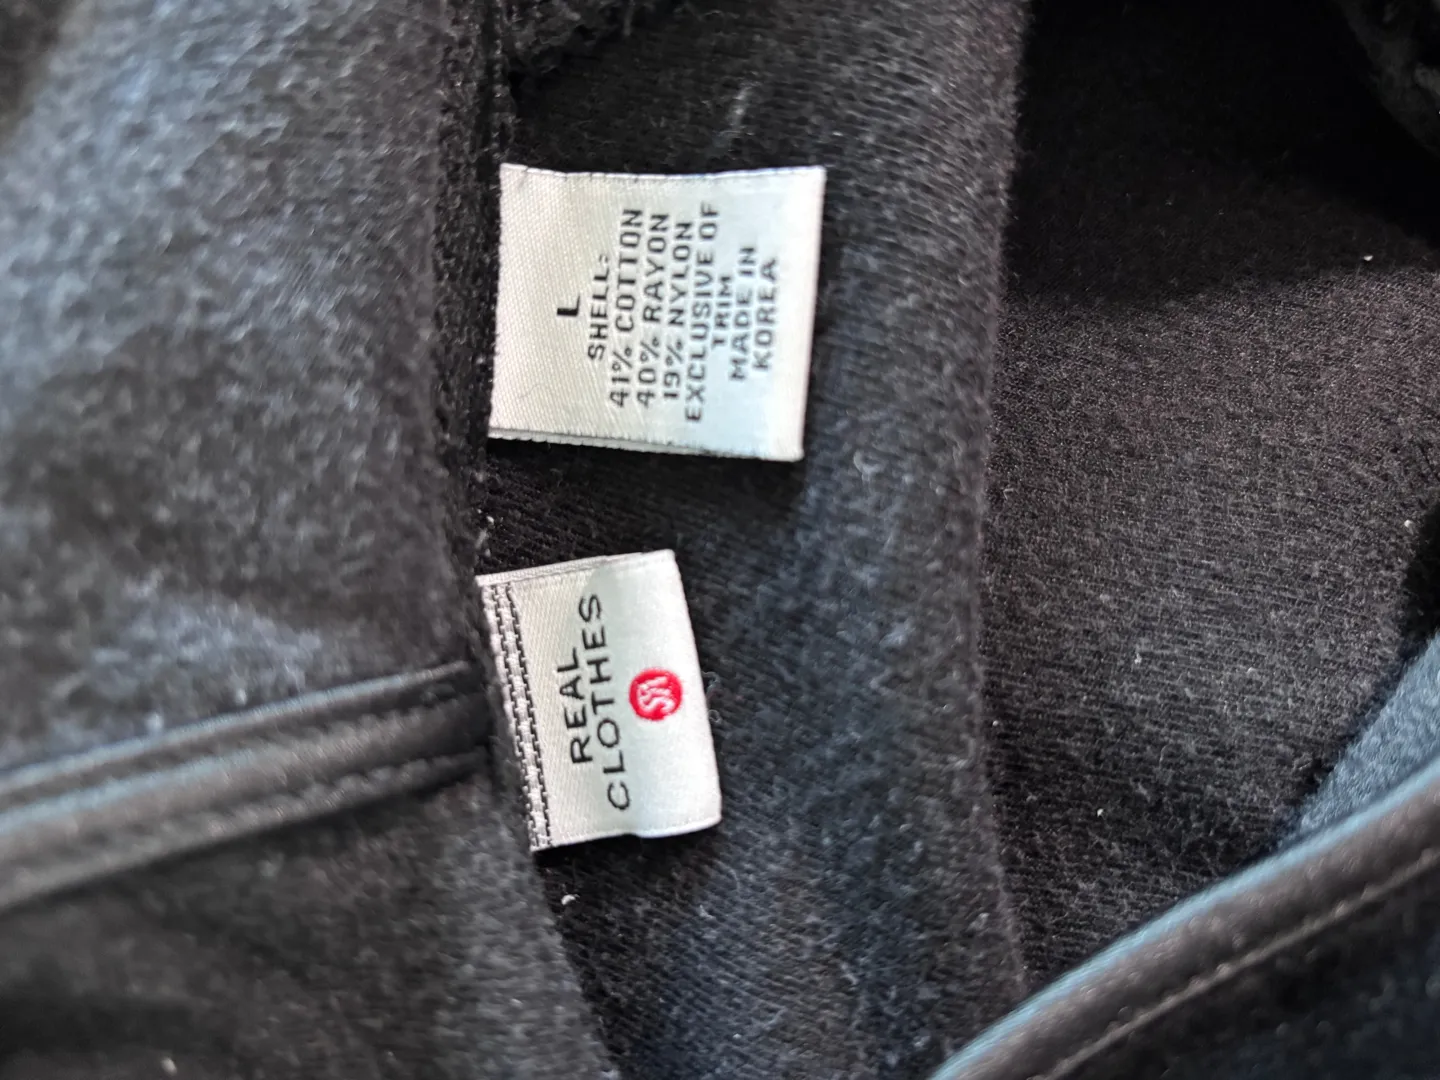 L
SHELL:
41% COTTON
40% RAYON
19% NYLON
EXCLUSIVE OF
TRIM
MADE IN
KOREA
REAL
CLOTHES